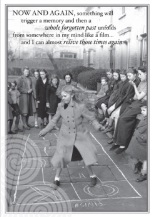 NOW AND AGAIN, something will
trigger a memory and then a
whole forgotten past unfolds
from somewhere in my mind like a film...
and I can almost relive those times again.